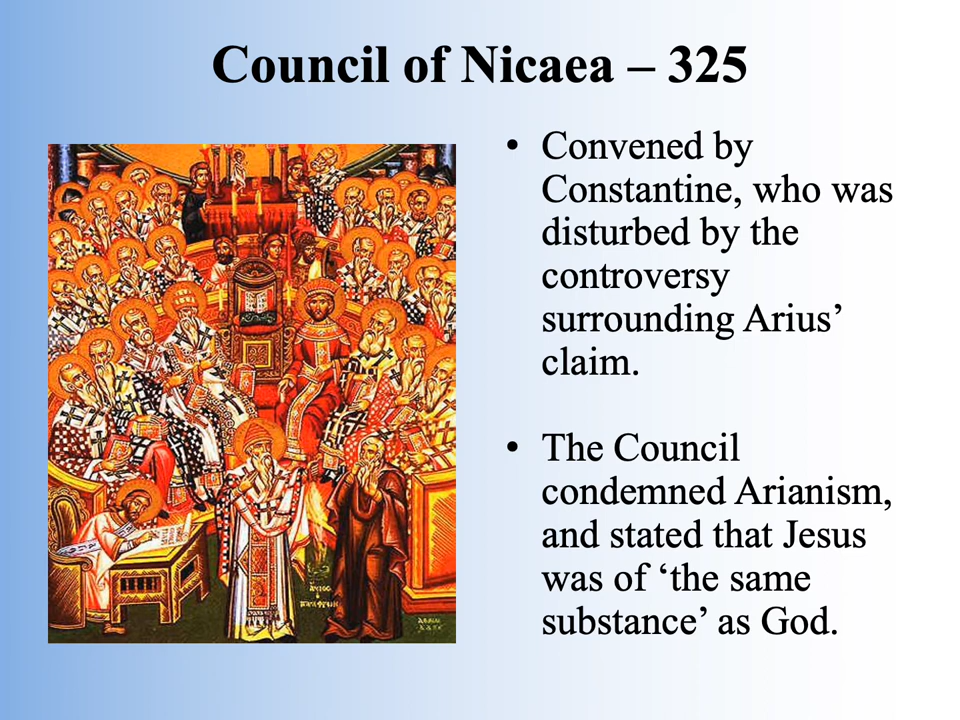 Council of Nicaea – 325
• Convened by
Constantine, who was
disturbed by the
controversy
surrounding Arius’
claim.
• The Council
condemned Arianism,
and stated that Jesus
was of ‘the same
substance’ as God.